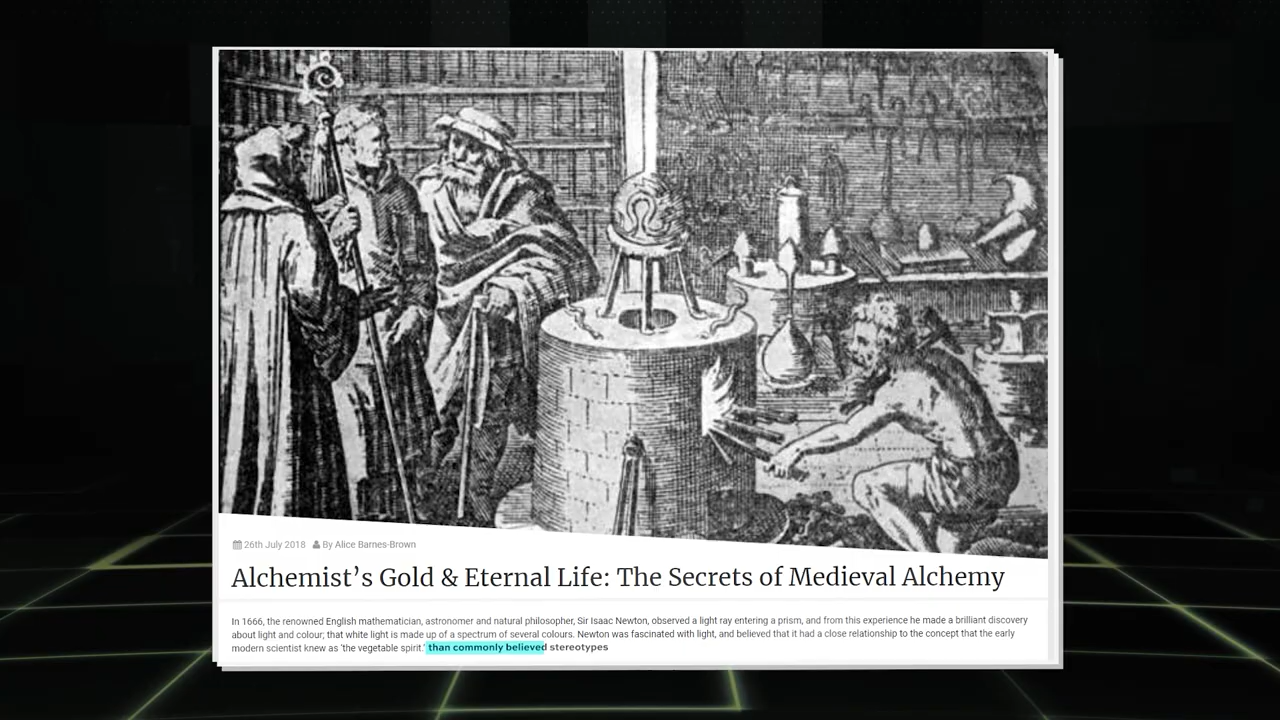 26th July 2018 By Alice Barnes-Brown
Alchemist’s Gold & Eternal Life: The Secrets of Medieval Alchemy
In 1666, the renowned English mathematician, astronomer and natural philosopher, Sir Isaac Newton, observed a light ray entering a prism, and from this experience he made a brilliant discovery
about light and colour; that white light is made up of a spectrum of several colours. Newton was fascinated with light, and believed that it had a close relationship to the concept that the early
modern scientist knew as ‘the vegetable spirit.’ than commonly believed stereotypes